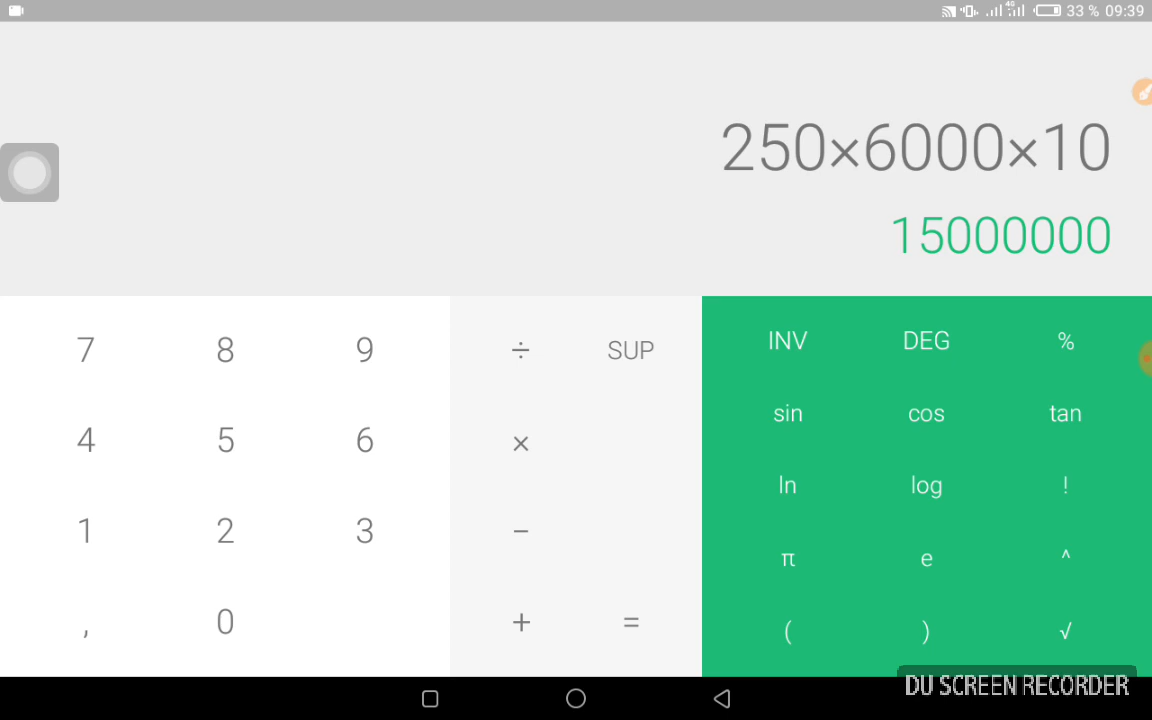 4G 33 % 09:39
250×6000×10
15000000
7 8 9 ÷ SUP INV DEG %
sin cos tan
4 5 6 ×
ln log !
1 2 3 −
π e ^
, 0 + =
( ) √
DU SCREEN RECORDER